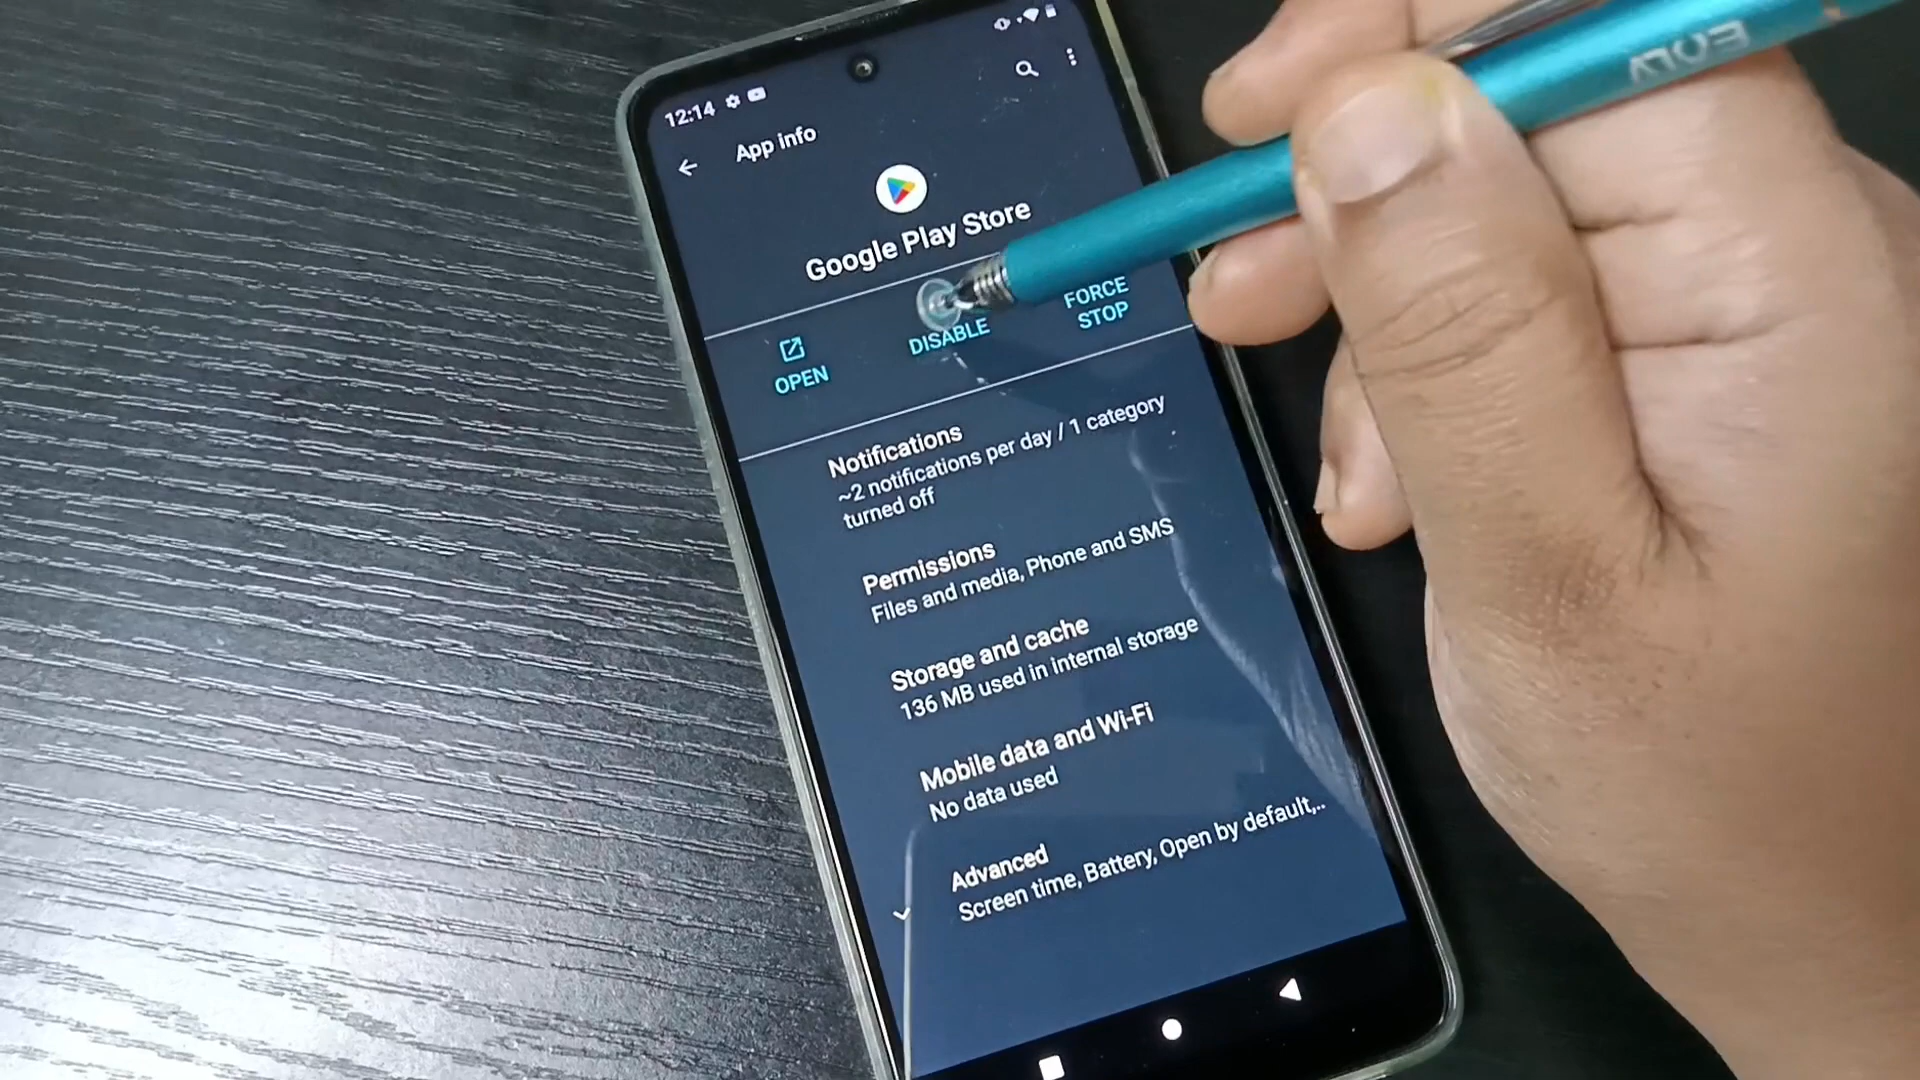 12:14
App info
Google Play Store
OPEN
DISABLE
FORCE
STOP
Notifications
~2 notifications per day / 1 category
turned off
Permissions
Files and media, Phone and SMS
Storage and cache
136 MB used in internal storage
Mobile data and Wi-Fi
No data used
Advanced
Screen time, Battery, Open by default,..